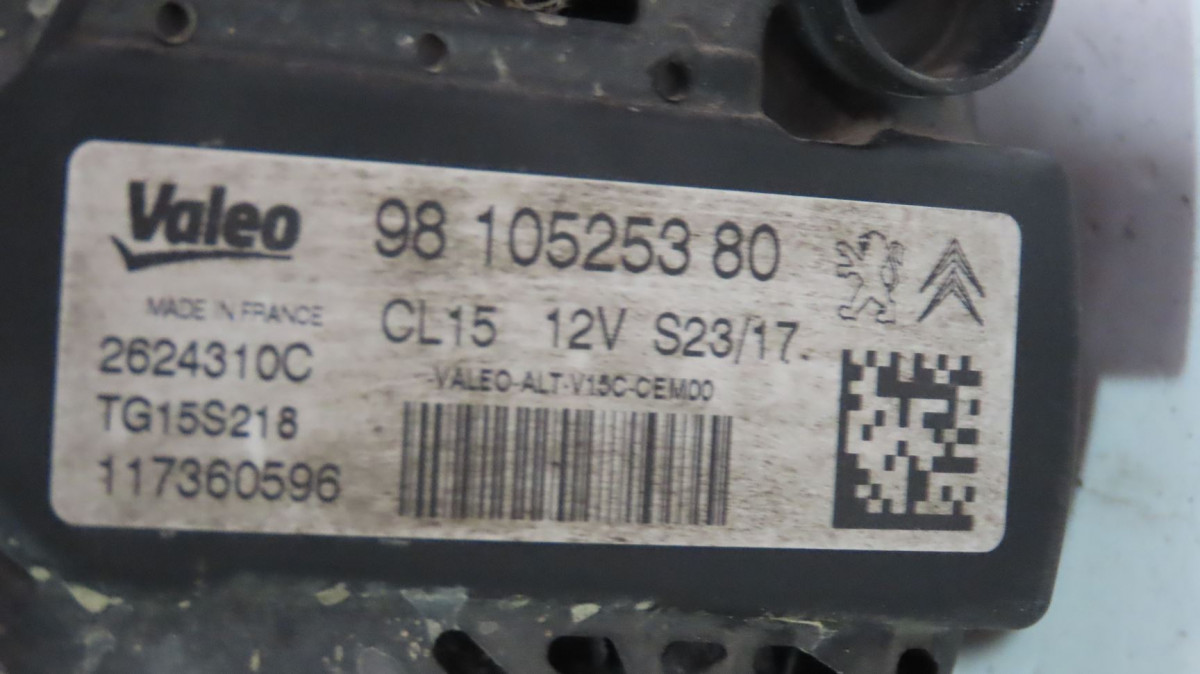 Valeo
98 105253 80
MADE IN FRANCE
CL15 12V S23/17.
2624310C
-VALEO-ALT-V15C-CEM00
TG15S218
117360596